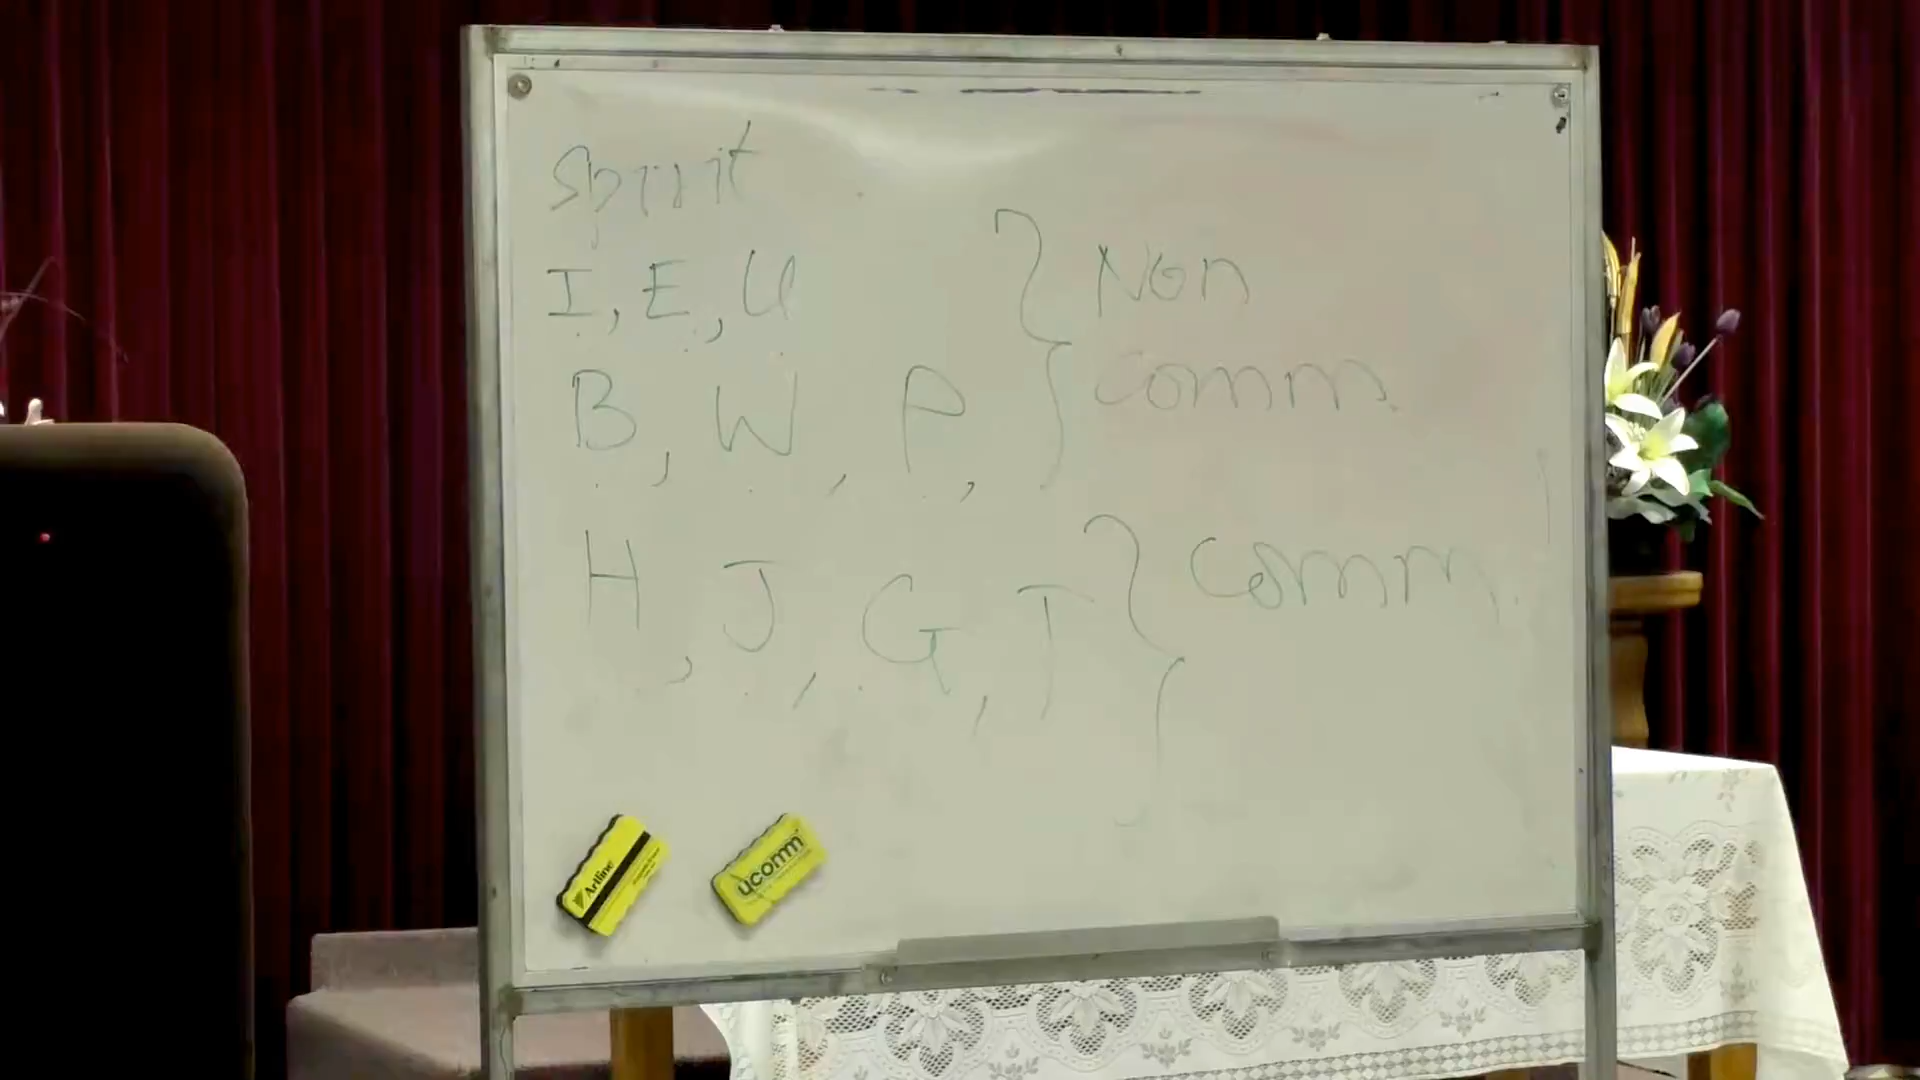 Spirit
I, E, U } Non
B, W, P, } Comm.
H, J, G, T } Comm.
Artline
ucomm